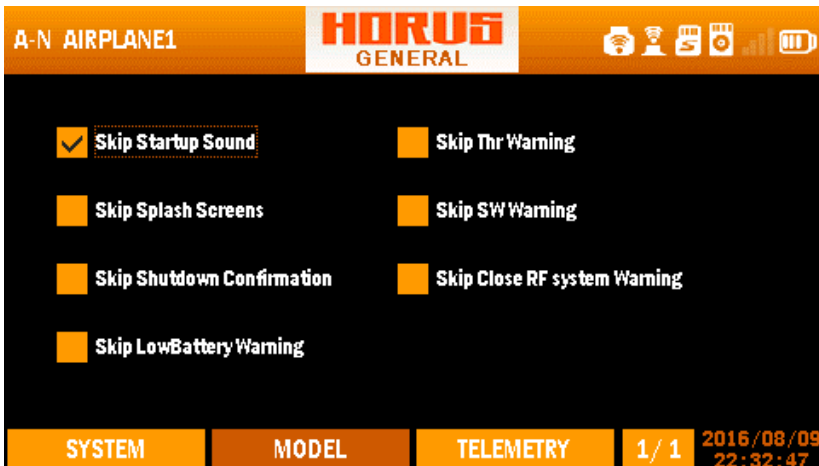 A-N AIRPLANE1
HORUS
GENERAL
Skip Startup Sound
Skip Thr Warning
Skip Splash Screens
Skip SW Warning
Skip Shutdown Confirmation
Skip Close RF system Warning
Skip LowBattery Warning
SYSTEM
MODEL
TELEMETRY
1/1
2016/08/09
22:32:47